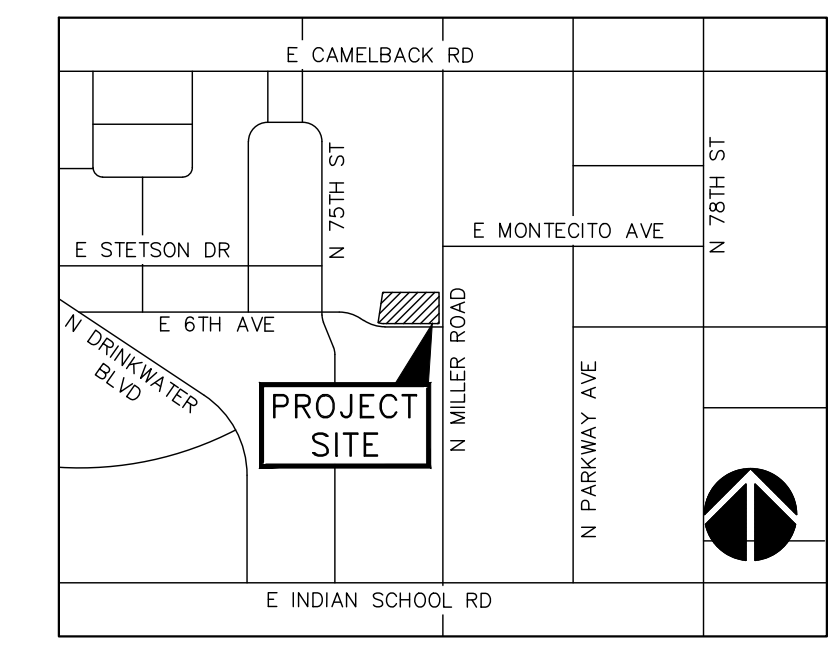 E CAMELBACK RD
N 75TH ST
N 78TH ST
E MONTECITO AVE
E STETSON DR
E 6TH AVE
N DRINKWATER
BLVD
N MILLER ROAD
N PARKWAY AVE
PROJECT
SITE
E INDIAN SCHOOL RD